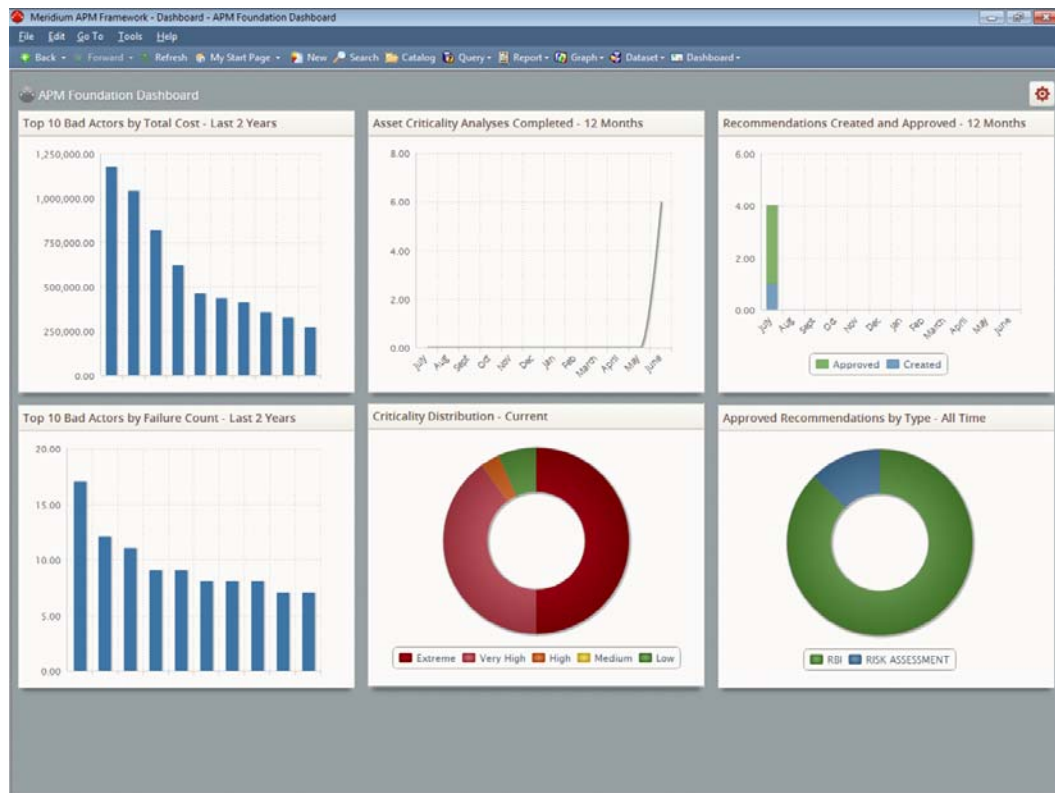 Meridium APM Framework - Dashboard - APM Foundation Dashboard
File Edit Go To Tools Help
Back Forward Refresh My Start Page New Search Catalog Query Report Graph Dataset Dashboard
APM Foundation Dashboard
Top 10 Bad Actors by Total Cost - Last 2 Years
1,250,000.00
1,000,000.00
750,000.00
500,000.00
250,000.00
0.00
Asset Criticality Analyses Completed - 12 Months
8.00
6.00
4.00
2.00
0.00
July Aug Sept Oct Nov Dec Jan Feb March April May June
Recommendations Created and Approved - 12 Months
6.00
4.00
2.00
0.00
July Aug Sept Oct Nov Dec Jan Feb March April May June
Approved Created
Top 10 Bad Actors by Failure Count - Last 2 Years
20.00
15.00
10.00
5.00
0.00
Criticality Distribution - Current
Extreme Very High High Medium Low
Approved Recommendations by Type - All Time
RBI RISK ASSESSMENT